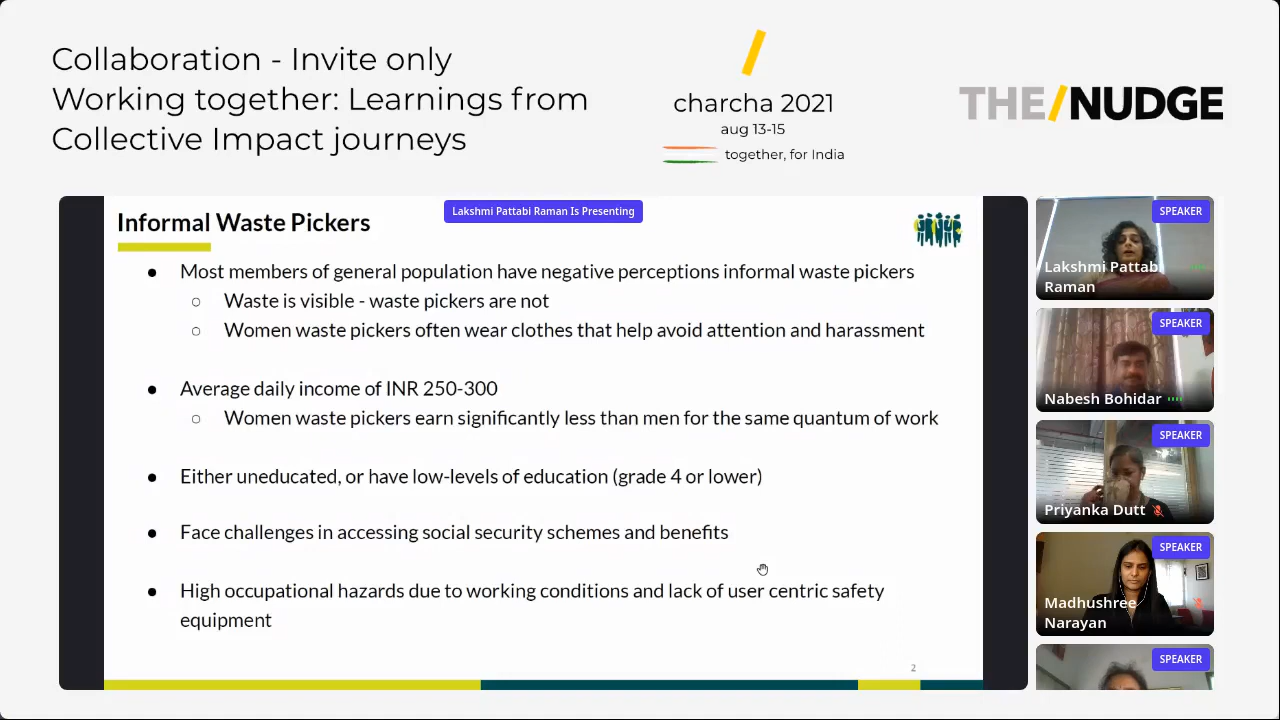 Collaboration - Invite only
Working together: Learnings from
Collective Impact journeys
charcha 2021
aug 13-15
together, for India
THE/NUDGE
Lakshmi Pattabi Raman Is Presenting
Informal Waste Pickers
● Most members of general population have negative perceptions informal waste pickers
○ Waste is visible - waste pickers are not
○ Women waste pickers often wear clothes that help avoid attention and harassment
● Average daily income of INR 250-300
○ Women waste pickers earn significantly less than men for the same quantum of work
● Either uneducated, or have low-levels of education (grade 4 or lower)
● Face challenges in accessing social security schemes and benefits
● High occupational hazards due to working conditions and lack of user centric safety
equipment
2
SPEAKER
Lakshmi Pattabi
Raman
SPEAKER
Nabesh Bohidar
SPEAKER
Priyanka Dutt
SPEAKER
Madhushree
Narayan
SPEAKER